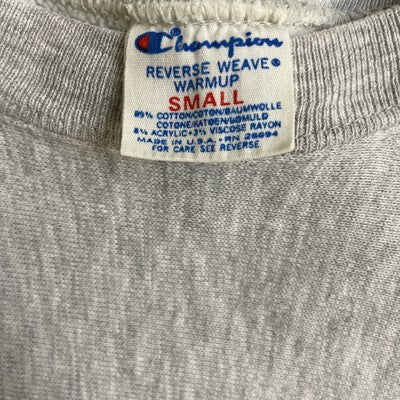 Champion
REVERSE WEAVE®
WARMUP
SMALL
89% COTTON/COTON/BAUMWOLLE
COTONE/KATOEN/BOMULD
8% ACRYLIC•3% VISCOSE RAYON
MADE IN U.S.A. • RN 26094
FOR CARE SEE REVERSE